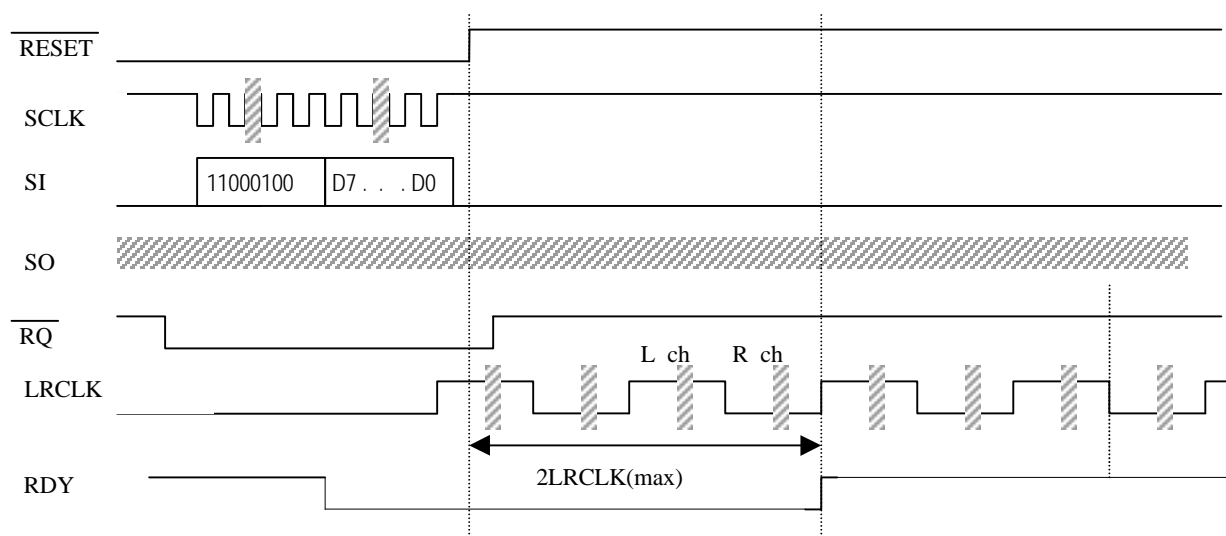 RESET
SCLK
SI 11000100 D7 . . . D0
SO
RQ
L ch R ch
LRCLK
2LRCLK(max)
RDY